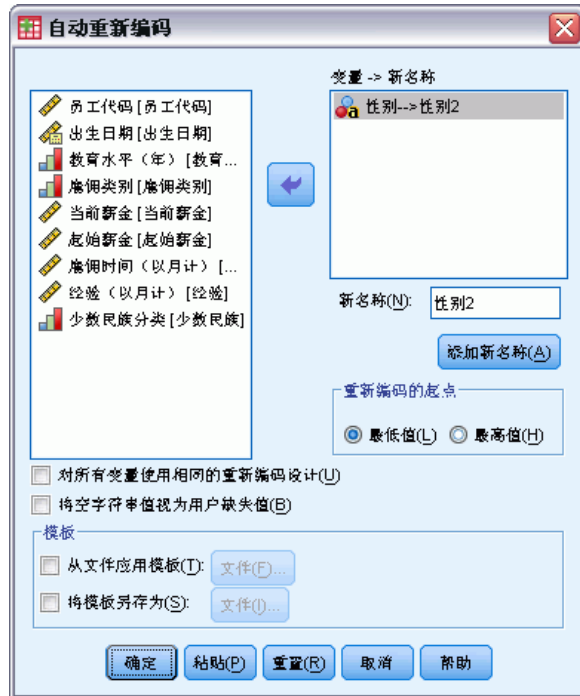 自动重新编码
变量 -> 新名称
员工代码 [员工代码]
出生日期 [出生日期]
教育水平（年）[教育...
雇佣类别 [雇佣类别]
当前薪金 [当前薪金]
起始薪金 [起始薪金]
雇佣时间（以月计）[...
经验（以月计）[经验]
少数民族分类 [少数民族]
性别-->性别2
新名称(N):
性别2
添加新名称(A)
重新编码的起点
最低值(L)
最高值(H)
对所有变量使用相同的重新编码设计(U)
将空字符串值视为用户缺失值(B)
模板
从文件应用模板(T):
文件(F)...
将模板另存为(S):
文件(I)...
确定
粘贴(P)
重置(R)
取消
帮助